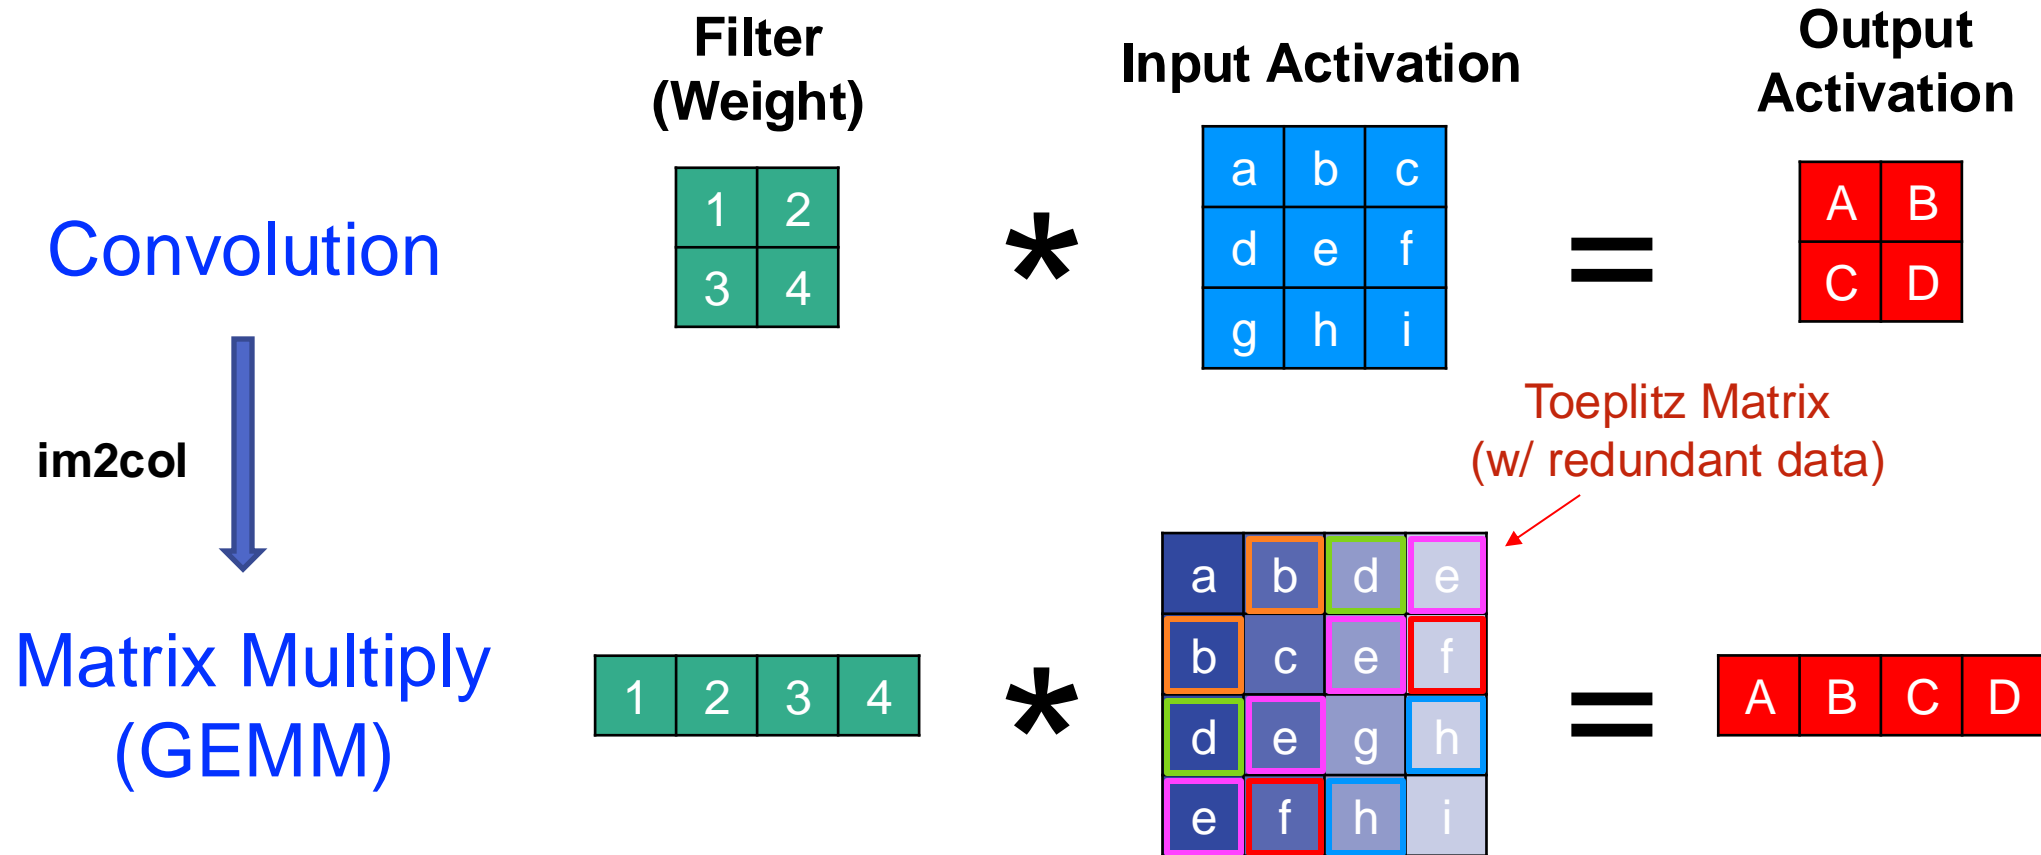 Filter
(Weight)
Input Activation
Output
Activation
Convolution
1 2
3 4
*
a b c
d e f
g h i
=
A B
C D
im2col
Toeplitz Matrix
(w/ redundant data)
Matrix Multiply
(GEMM)
1 2 3 4
*
a b d e
b c e f
d e g h
e f h i
=
A B C D